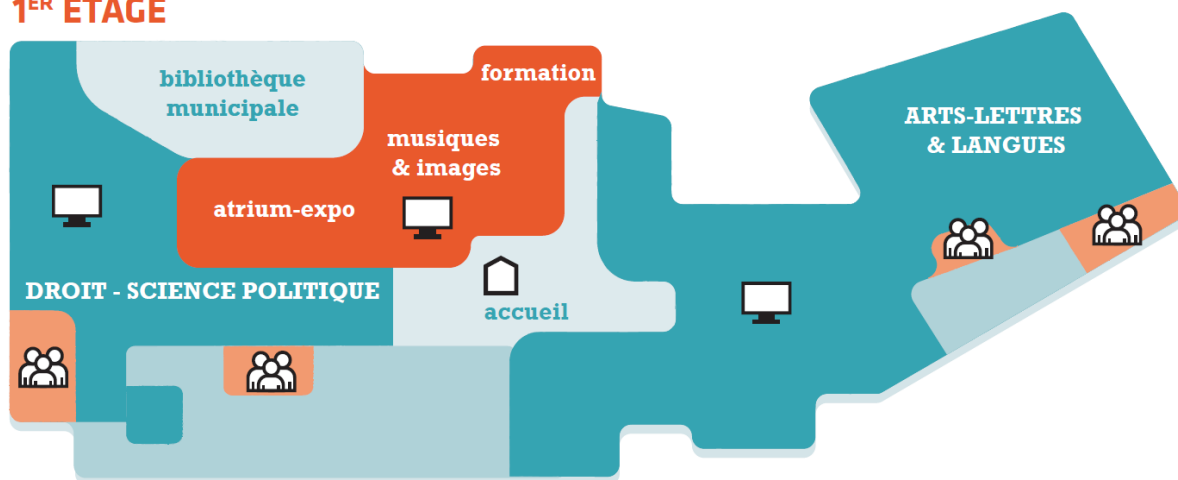 1ER ETAGE
bibliothèque
municipale
formation
musiques
& images
atrium-expo
ARTS-LETTRES
& LANGUES
DROIT - SCIENCE POLITIQUE
accueil